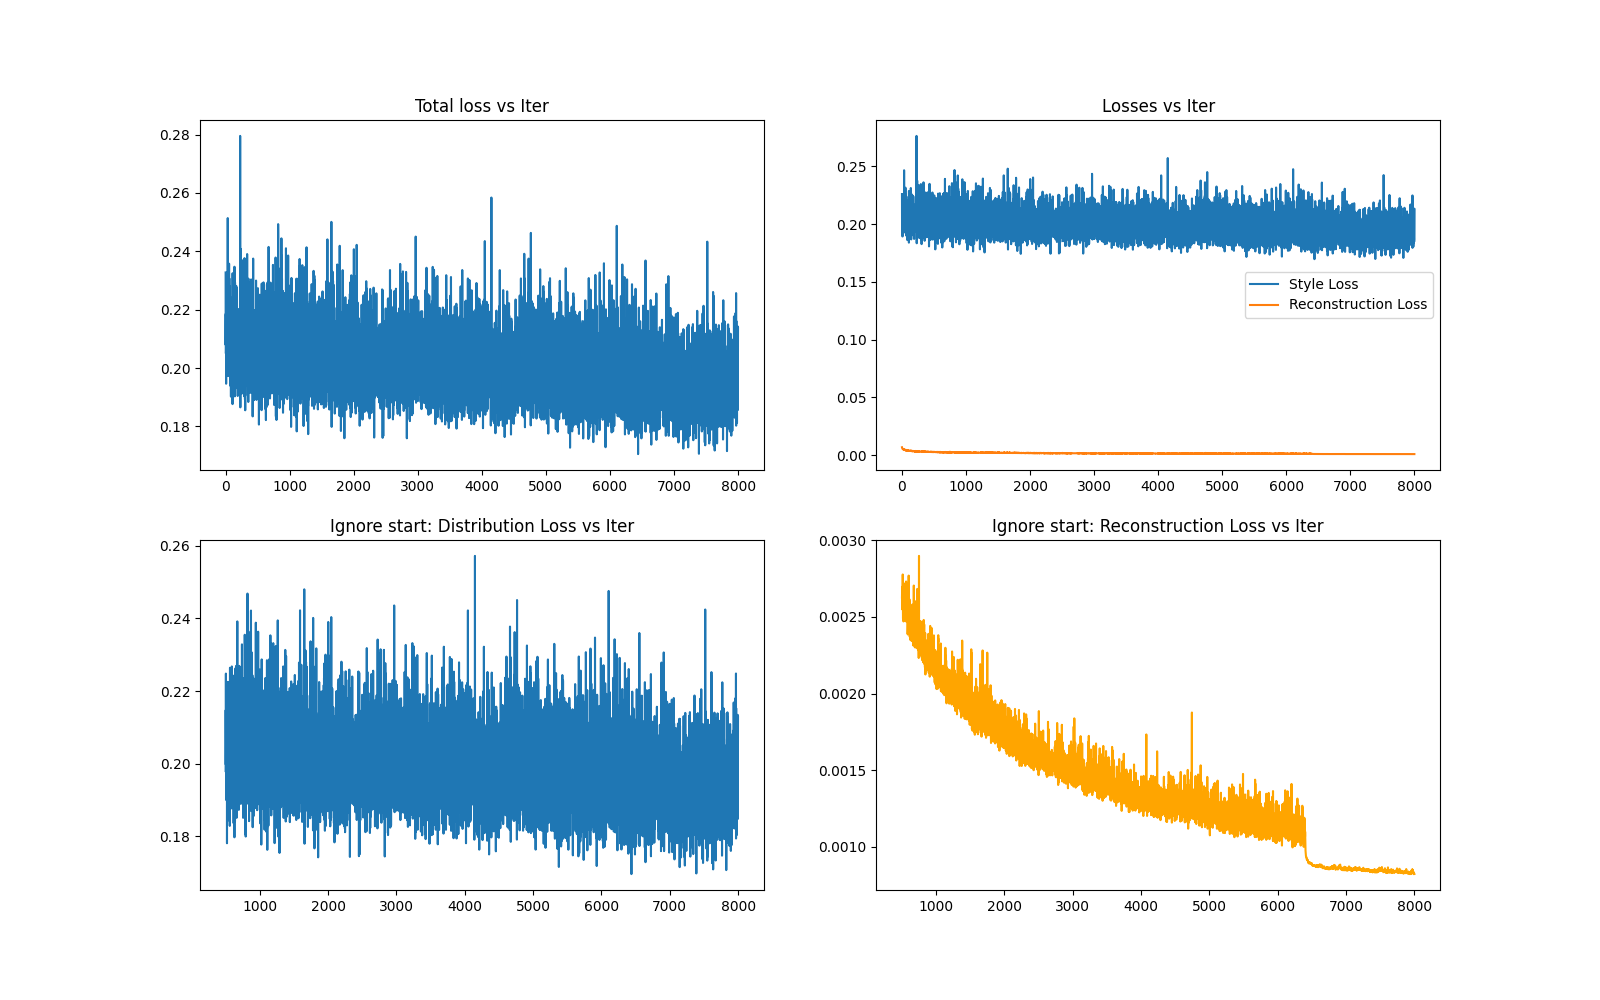 Total loss vs Iter
0.28
0.26
0.24
0.22
0.20
0.18
0 1000 2000 3000 4000 5000 6000 7000 8000
Losses vs Iter
0.25
0.20
0.15
0.10
0.05
0.00
Style Loss
Reconstruction Loss
0 1000 2000 3000 4000 5000 6000 7000 8000
Ignore start: Distribution Loss vs Iter
0.26
0.24
0.22
0.20
0.18
1000 2000 3000 4000 5000 6000 7000 8000
Ignore start: Reconstruction Loss vs Iter
0.0030
0.0025
0.0020
0.0015
0.0010
1000 2000 3000 4000 5000 6000 7000 8000